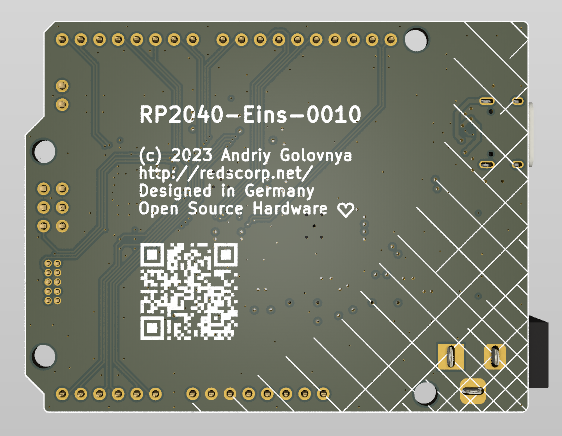 RP2040-Eins-0010
(c) 2023 Andriy Golovnya
http://redscorp.net/
Designed in Germany
Open Source Hardware ♡